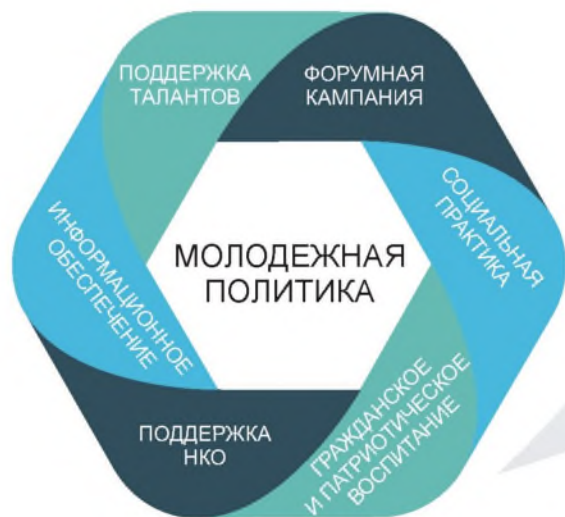 ПОДДЕРЖКА
ТАЛАНТОВ
ФОРУМНАЯ
КАМПАНИЯ
СОЦИАЛЬНАЯ
ПРАКТИКА
ГРАЖДАНСКОЕ
И ПАТРИОТИЧЕСКОЕ
ВОСПИТАНИЕ
ПОДДЕРЖКА
НКО
ИНФОРМАЦИОННОЕ
ОБЕСПЕЧЕНИЕ
МОЛОДЕЖНАЯ
ПОЛИТИКА